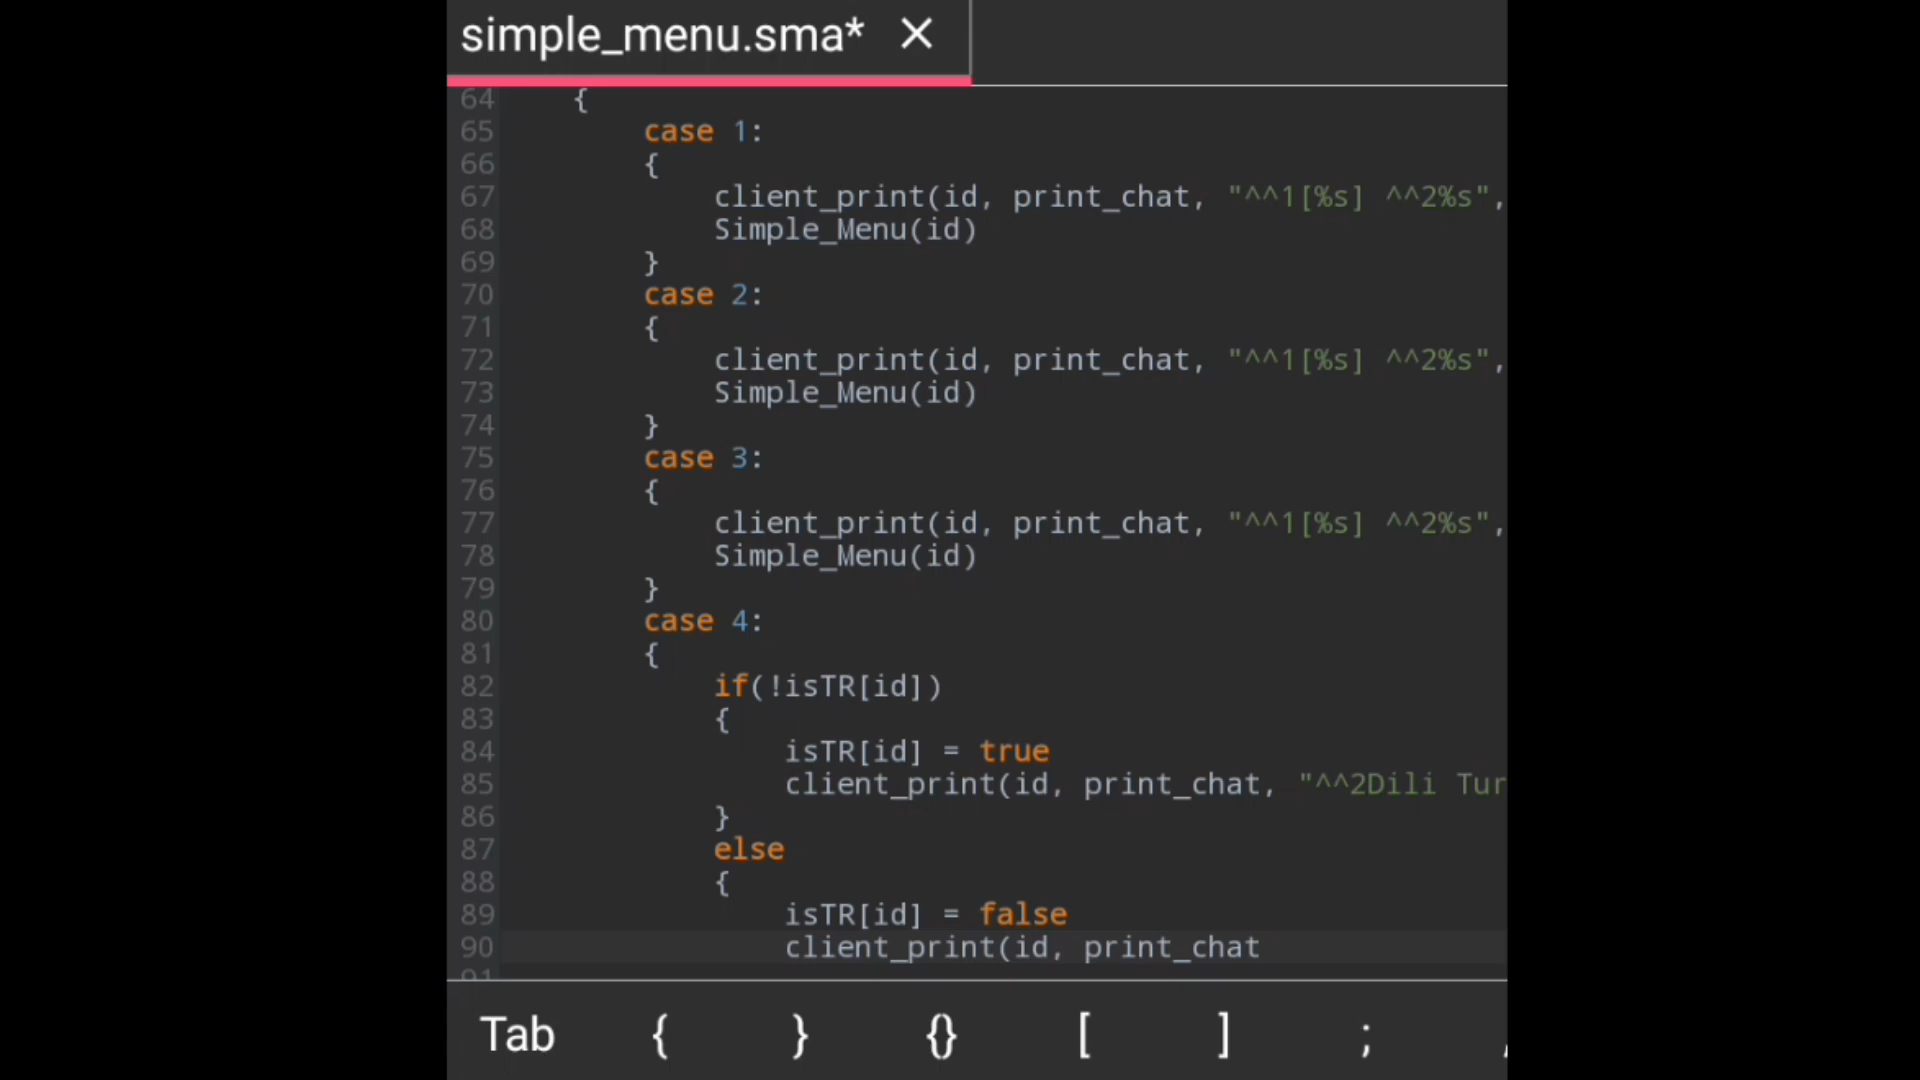 simple_menu.sma* ×
64 {
65 case 1:
66 {
67 client_print(id, print_chat, "^^1[%s] ^^2%s",
68 Simple_Menu(id)
69 }
70 case 2:
71 {
72 client_print(id, print_chat, "^^1[%s] ^^2%s",
73 Simple_Menu(id)
74 }
75 case 3:
76 {
77 client_print(id, print_chat, "^^1[%s] ^^2%s",
78 Simple_Menu(id)
79 }
80 case 4:
81 {
82 if(!isTR[id])
83 {
84 isTR[id] = true
85 client_print(id, print_chat, "^^2Dili Tur
86 }
87 else
88 {
89 isTR[id] = false
90 client_print(id, print_chat
91
Tab { } {} [ ] ;